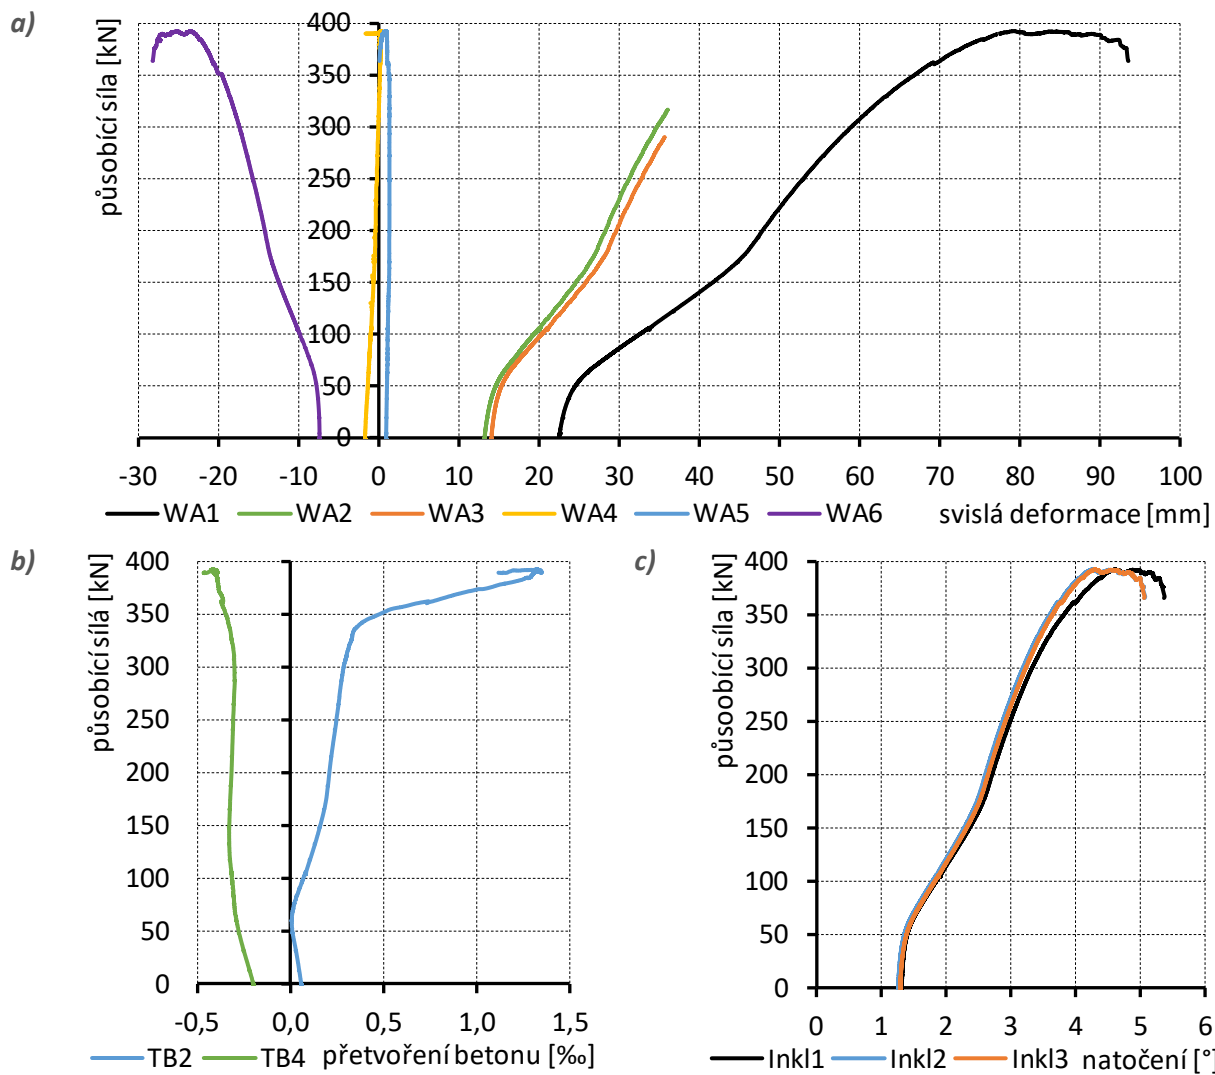 a)
působící síla [kN]
400
350
300
250
200
150
100
50
0
-30 -20 -10 0 10 20 30 40 50 60 70 80 90 100
WA1 WA2 WA3 WA4 WA5 WA6 svislá deformace [mm]
b)
působící sílá [kN]
400
350
300
250
200
150
100
50
0
-0,5 0,0 0,5 1,0 1,5
TB2 TB4 přetvoření betonu [‰]
c)
půsoobící síla [kN]
400
350
300
250
200
150
100
50
0
0 1 2 3 4 5 6
Inkl1 Inkl2 Inkl3 natočení [°]